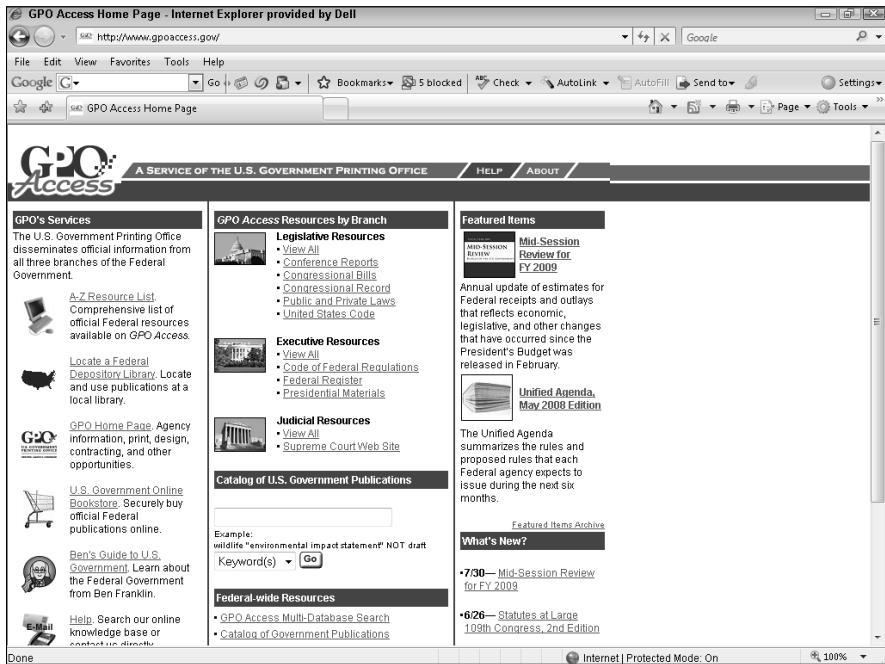 GPO Access Home Page - Internet Explorer provided by Dell
http://www.gpoaccess.gov/
Google
File Edit View Favorites Tools Help
Google G Go Bookmarks 5 blocked ABC Check AutoLink AutoFill Send to Settings
GPO Access Home Page
Page Tools
GPO Access
A SERVICE OF THE U.S. GOVERNMENT PRINTING OFFICE HELP ABOUT
GPO's Services
The U.S. Government Printing Office
disseminates official information from
all three branches of the Federal
Government.
A-Z Resource List.
Comprehensive list of
official Federal resources
available on GPO Access.
Locate a Federal
Depository Library. Locate
and use publications at a
local library.
GPO
GPO Home Page. Agency
information, print, design,
contracting, and other
opportunities.
U.S. Government Online
Bookstore. Securely buy
official Federal
publications online.
Ben's Guide to U.S.
Government. Learn about
the Federal Government
from Ben Franklin.
E-Mail
Help. Search our online
knowledge base or
contact us directly
GPO Access Resources by Branch
Legislative Resources
▪ View All
▪ Conference Reports
▪ Congressional Bills
▪ Congressional Record
▪ Public and Private Laws
▪ United States Code
Executive Resources
▪ View All
▪ Code of Federal Regulations
▪ Federal Register
▪ Presidential Materials
Judicial Resources
▪ View All
▪ Supreme Court Web Site
Catalog of U.S. Government Publications
Example:
wildlife "environmental impact statement" NOT draft
Keyword(s) Go
Federal-wide Resources
▪ GPO Access Multi-Database Search
▪ Catalog of Government Publications
Featured Items
MID-SESSION
REVIEW
Mid-Session
Review for
FY 2009
Annual update of estimates for
Federal receipts and outlays
that reflects economic,
legislative, and other changes
that have occurred since the
President's Budget was
released in February.
Unified Agenda,
May 2008 Edition
The Unified Agenda
summarizes the rules and
proposed rules that each
Federal agency expects to
issue during the next six
months.
Featured Items Archive
What's New?
▪7/30— Mid-Session Review
for FY 2009
▪6/26— Statutes at Large
109th Congress, 2nd Edition
Done Internet | Protected Mode: On 100%